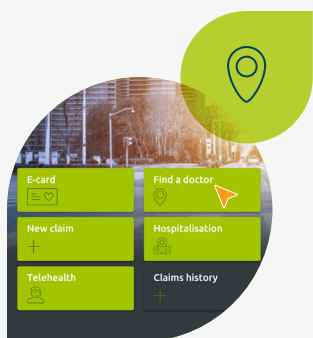 E-card
Find a doctor
New claim
Hospitalisation
Telehealth
Claims history